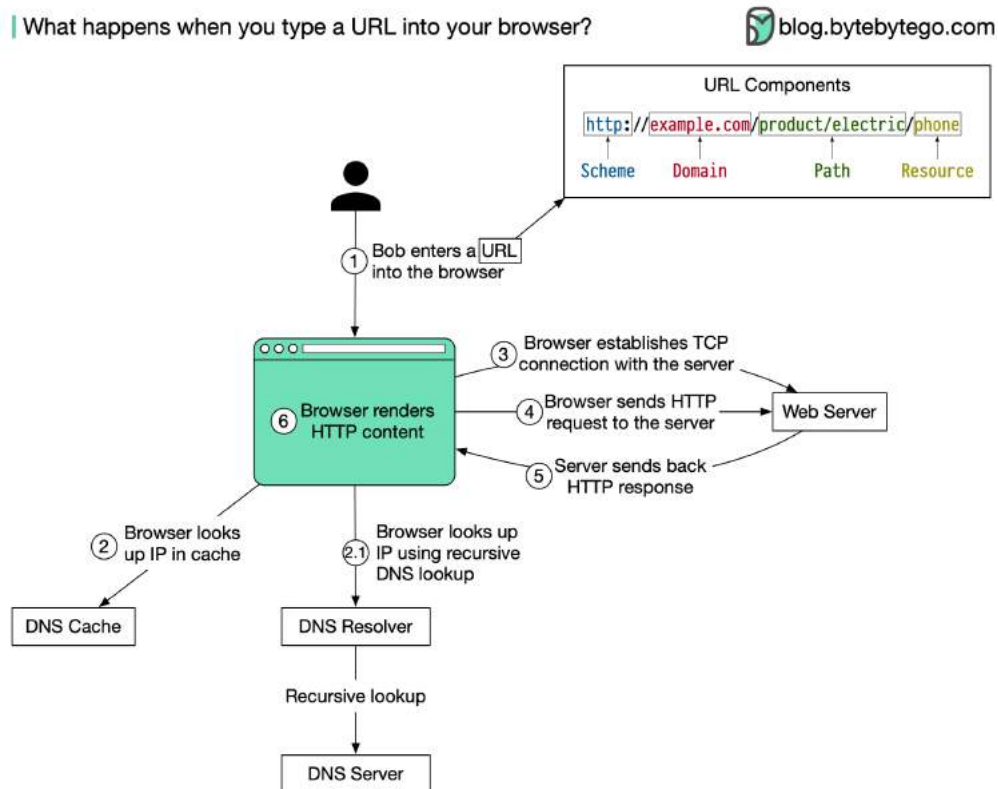 What happens when you type a URL into your browser?
blog.bytebytego.com
URL Components
http://example.com/product/electric/phone
Scheme Domain Path Resource
1 Bob enters a URL
into the browser
3 Browser establishes TCP
connection with the server
6 Browser renders
HTTP content
4 Browser sends HTTP
request to the server
Web Server
5 Server sends back
HTTP response
2 Browser looks
up IP in cache
2.1 Browser looks up
IP using recursive
DNS lookup
DNS Cache
DNS Resolver
Recursive lookup
DNS Server